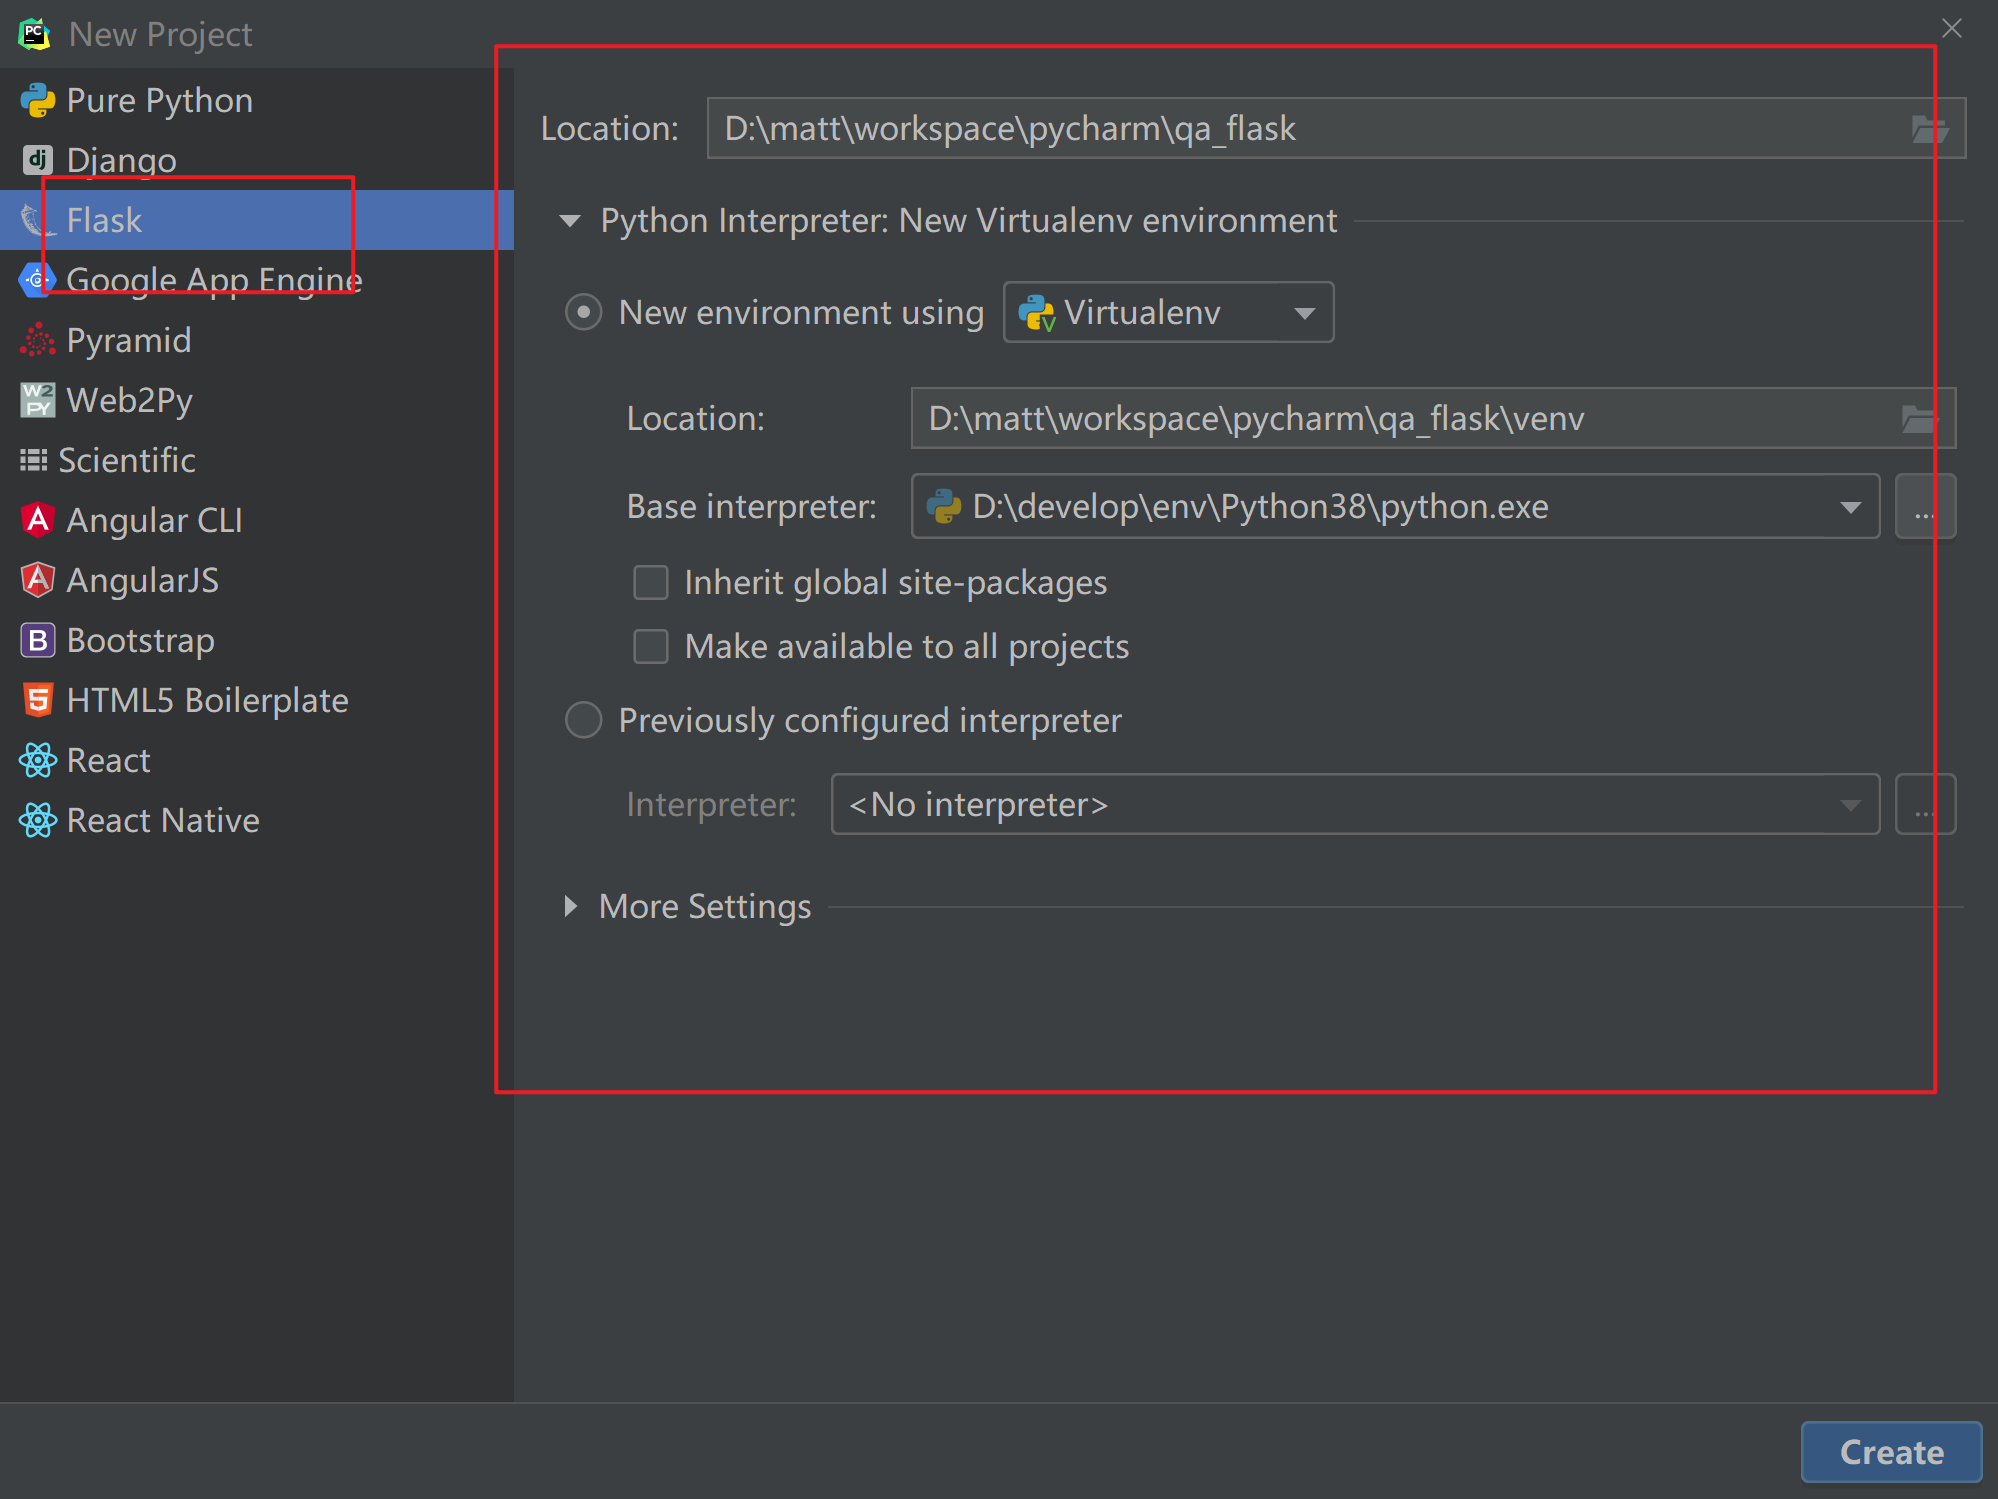 New Project
Pure Python
Django
Flask
Google App Engine
Pyramid
Web2Py
Scientific
Angular CLI
AngularJS
Bootstrap
HTML5 Boilerplate
React
React Native
Location: D:\matt\workspace\pycharm\qa_flask
Python Interpreter: New Virtualenv environment
New environment using Virtualenv
Location: D:\matt\workspace\pycharm\qa_flask\venv
Base interpreter: D:\develop\env\Python38\python.exe ...
Inherit global site-packages
Make available to all projects
Previously configured interpreter
Interpreter: <No interpreter> ...
More Settings
Create